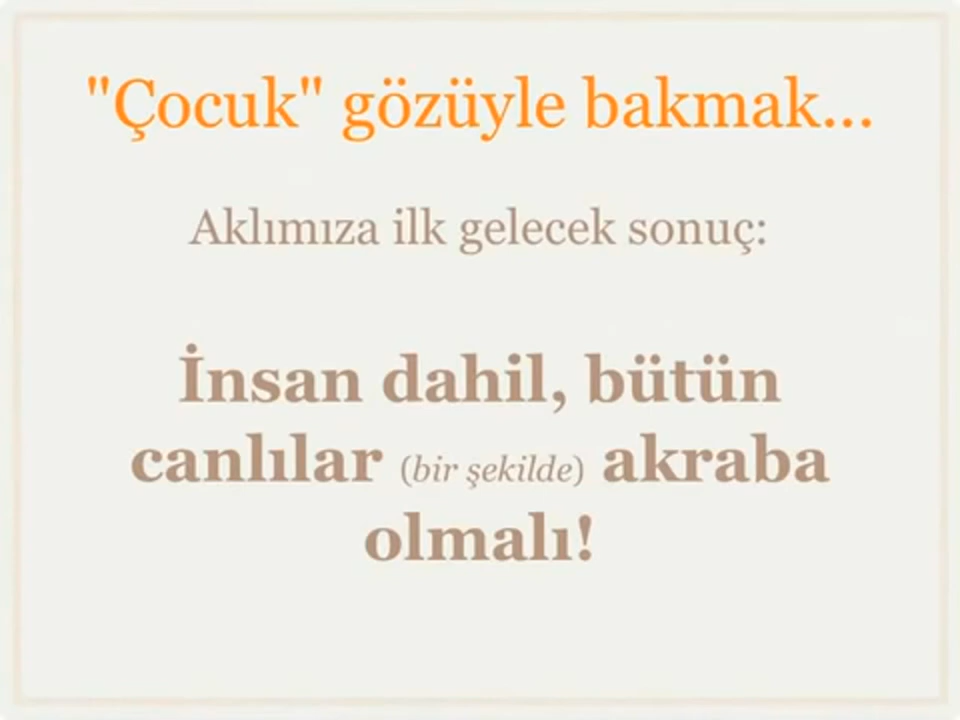 "Çocuk" gözüyle bakmak...
Aklımıza ilk gelecek sonuç:
İnsan dahil, bütün
canlılar (bir şekilde) akraba
olmalı!